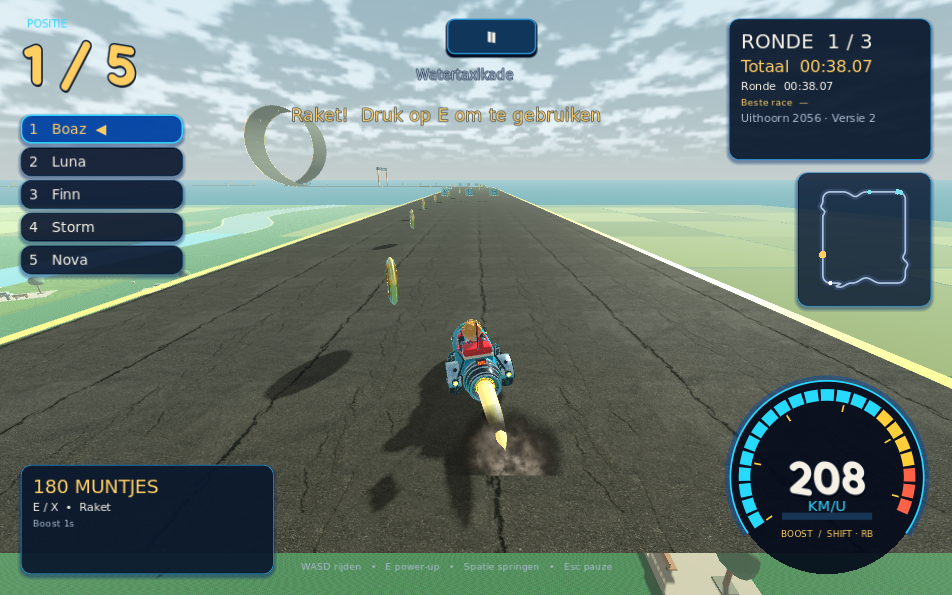 POSITIE
1/5
1 Boaz ◀
2 Luna
3 Finn
4 Storm
5 Nova
Watertaxikade
Raket! Druk op E om te gebruiken
RONDE 1 / 3
Totaal 00:38.07
Ronde 00:38.07
Beste race —
Uithoorn 2056 · Versie 2
180 MUNTJES
E / X • Raket
Boost 1s
208
KM/U
BOOST / SHIFT · RB
WASD rijden • E power-up • Spatie springen • Esc pauze